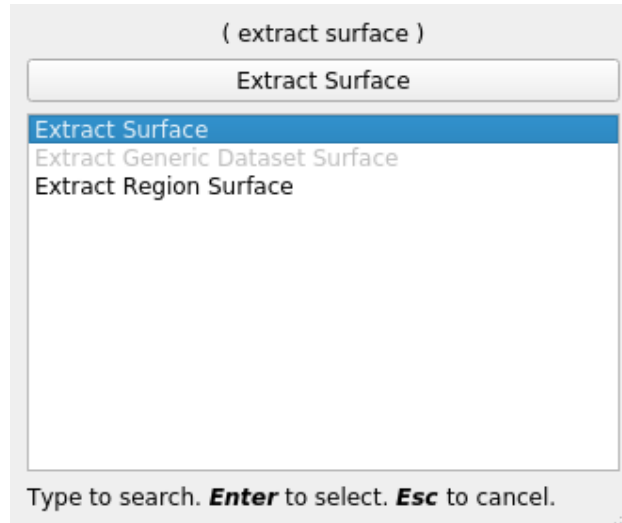 ( extract surface )
Extract Surface
Extract Surface
Extract Generic Dataset Surface
Extract Region Surface
Type to search. Enter to select. Esc to cancel.